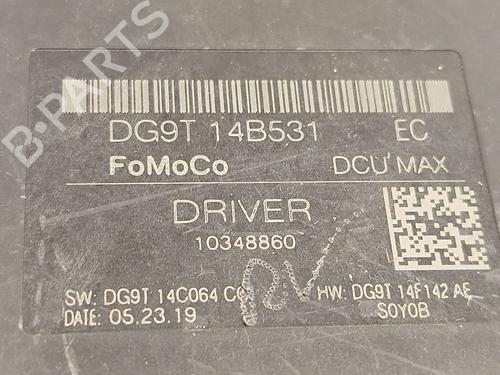 B-PARTS
DG9T 14B531 EC
FoMoCo DCU'MAX
DRIVER
10348860
RV
SW: DG9T 14C064 HW: DG9T 14F142
DATE: 05.23.19 S0Y0B